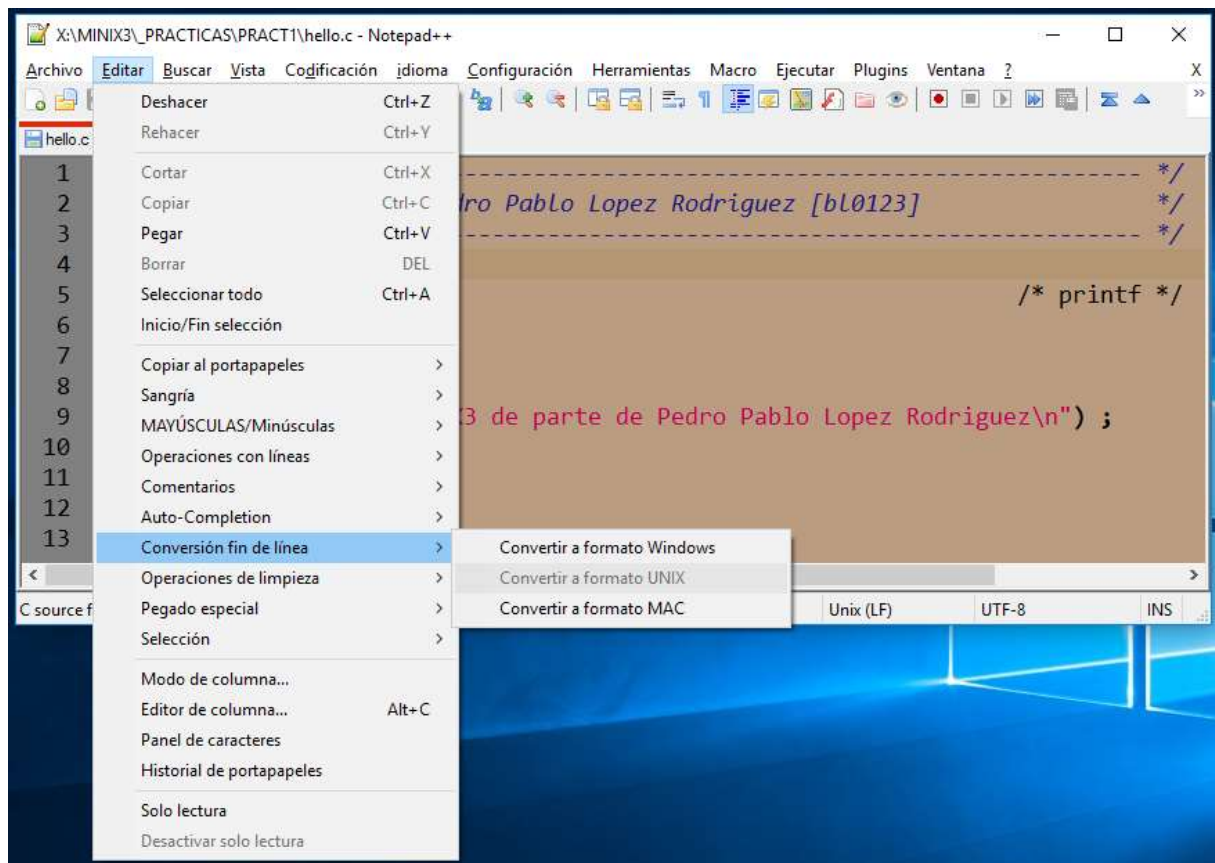 X:\MINIX3\_PRACTICAS\PRACT1\hello.c - Notepad++
Archivo Editar Buscar Vista Codificación idioma Configuración Herramientas Macro Ejecutar Plugins Ventana ? X
hello.c
Deshacer Ctrl+Z
Rehacer Ctrl+Y
Cortar Ctrl+X
Copiar Ctrl+C
Pegar Ctrl+V
Borrar DEL
Seleccionar todo Ctrl+A
Inicio/Fin selección
Copiar al portapapeles >
Sangría >
MAYÚSCULAS/Minúsculas >
Operaciones con líneas >
Comentarios >
Auto-Completion >
Conversión fin de línea >
Operaciones de limpieza >
Pegado especial >
Selección >
Modo de columna...
Editor de columna... Alt+C
Panel de caracteres
Historial de portapapeles
Solo lectura
Desactivar solo lectura
Convertir a formato Windows
Convertir a formato UNIX
Convertir a formato MAC
1 ------------------------------------------------- */
2 dro Pablo Lopez Rodriguez [bl0123] */
3 ------------------------------------------------- */
4
5 /* printf */
6
7
8
9 X3 de parte de Pedro Pablo Lopez Rodriguez\n") ;
10
11
12
13
C source f Unix (LF) UTF-8 INS